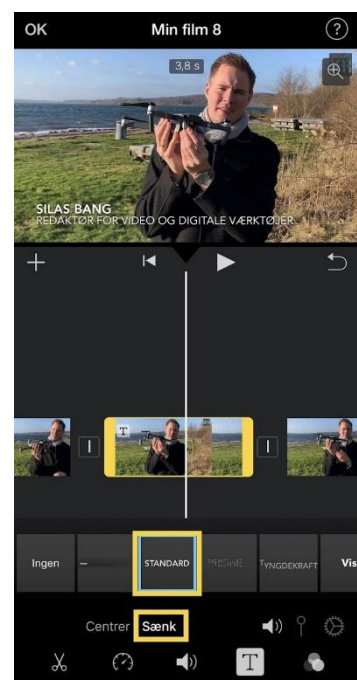 OK Min film 8 ?
3,8 s
SILAS BANG
REDAKTØR FOR VIDEO OG DIGITALE VÆRKTØJER
T
Ingen STANDARD TYNGDEKRAFT Vis
Centrer Sænk
T